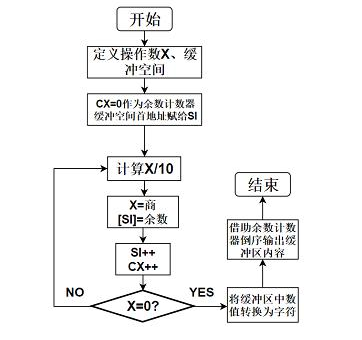 开始
定义操作数X、缓
冲空间
CX=0作为余数计数器
缓冲空间首地址赋给SI
计算X/10
X=商
[SI]=余数
SI++
CX++
X=0?
NO
YES
将缓冲区中数
值转换为字符
借助余数计数
器倒序输出缓
冲区内容
结束